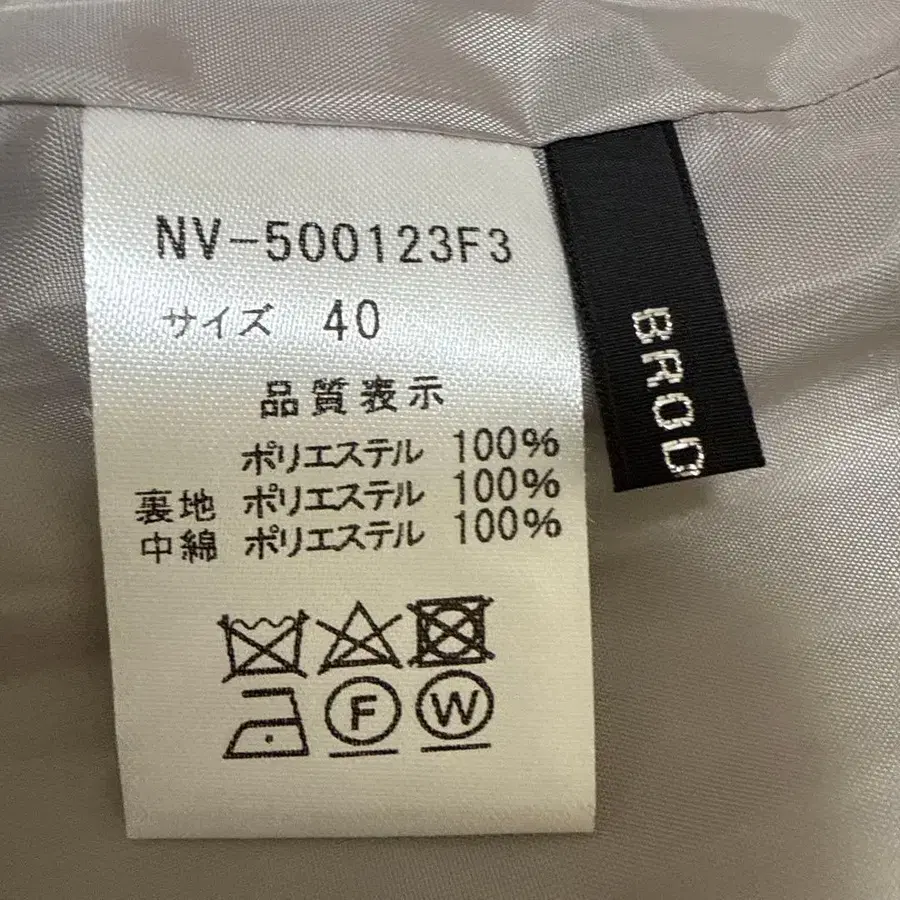 NV-500123F3
サイズ 40
品質表示
ポリエステル 100%
裏地 ポリエステル 100%
中綿 ポリエステル 100%
F W
BROD